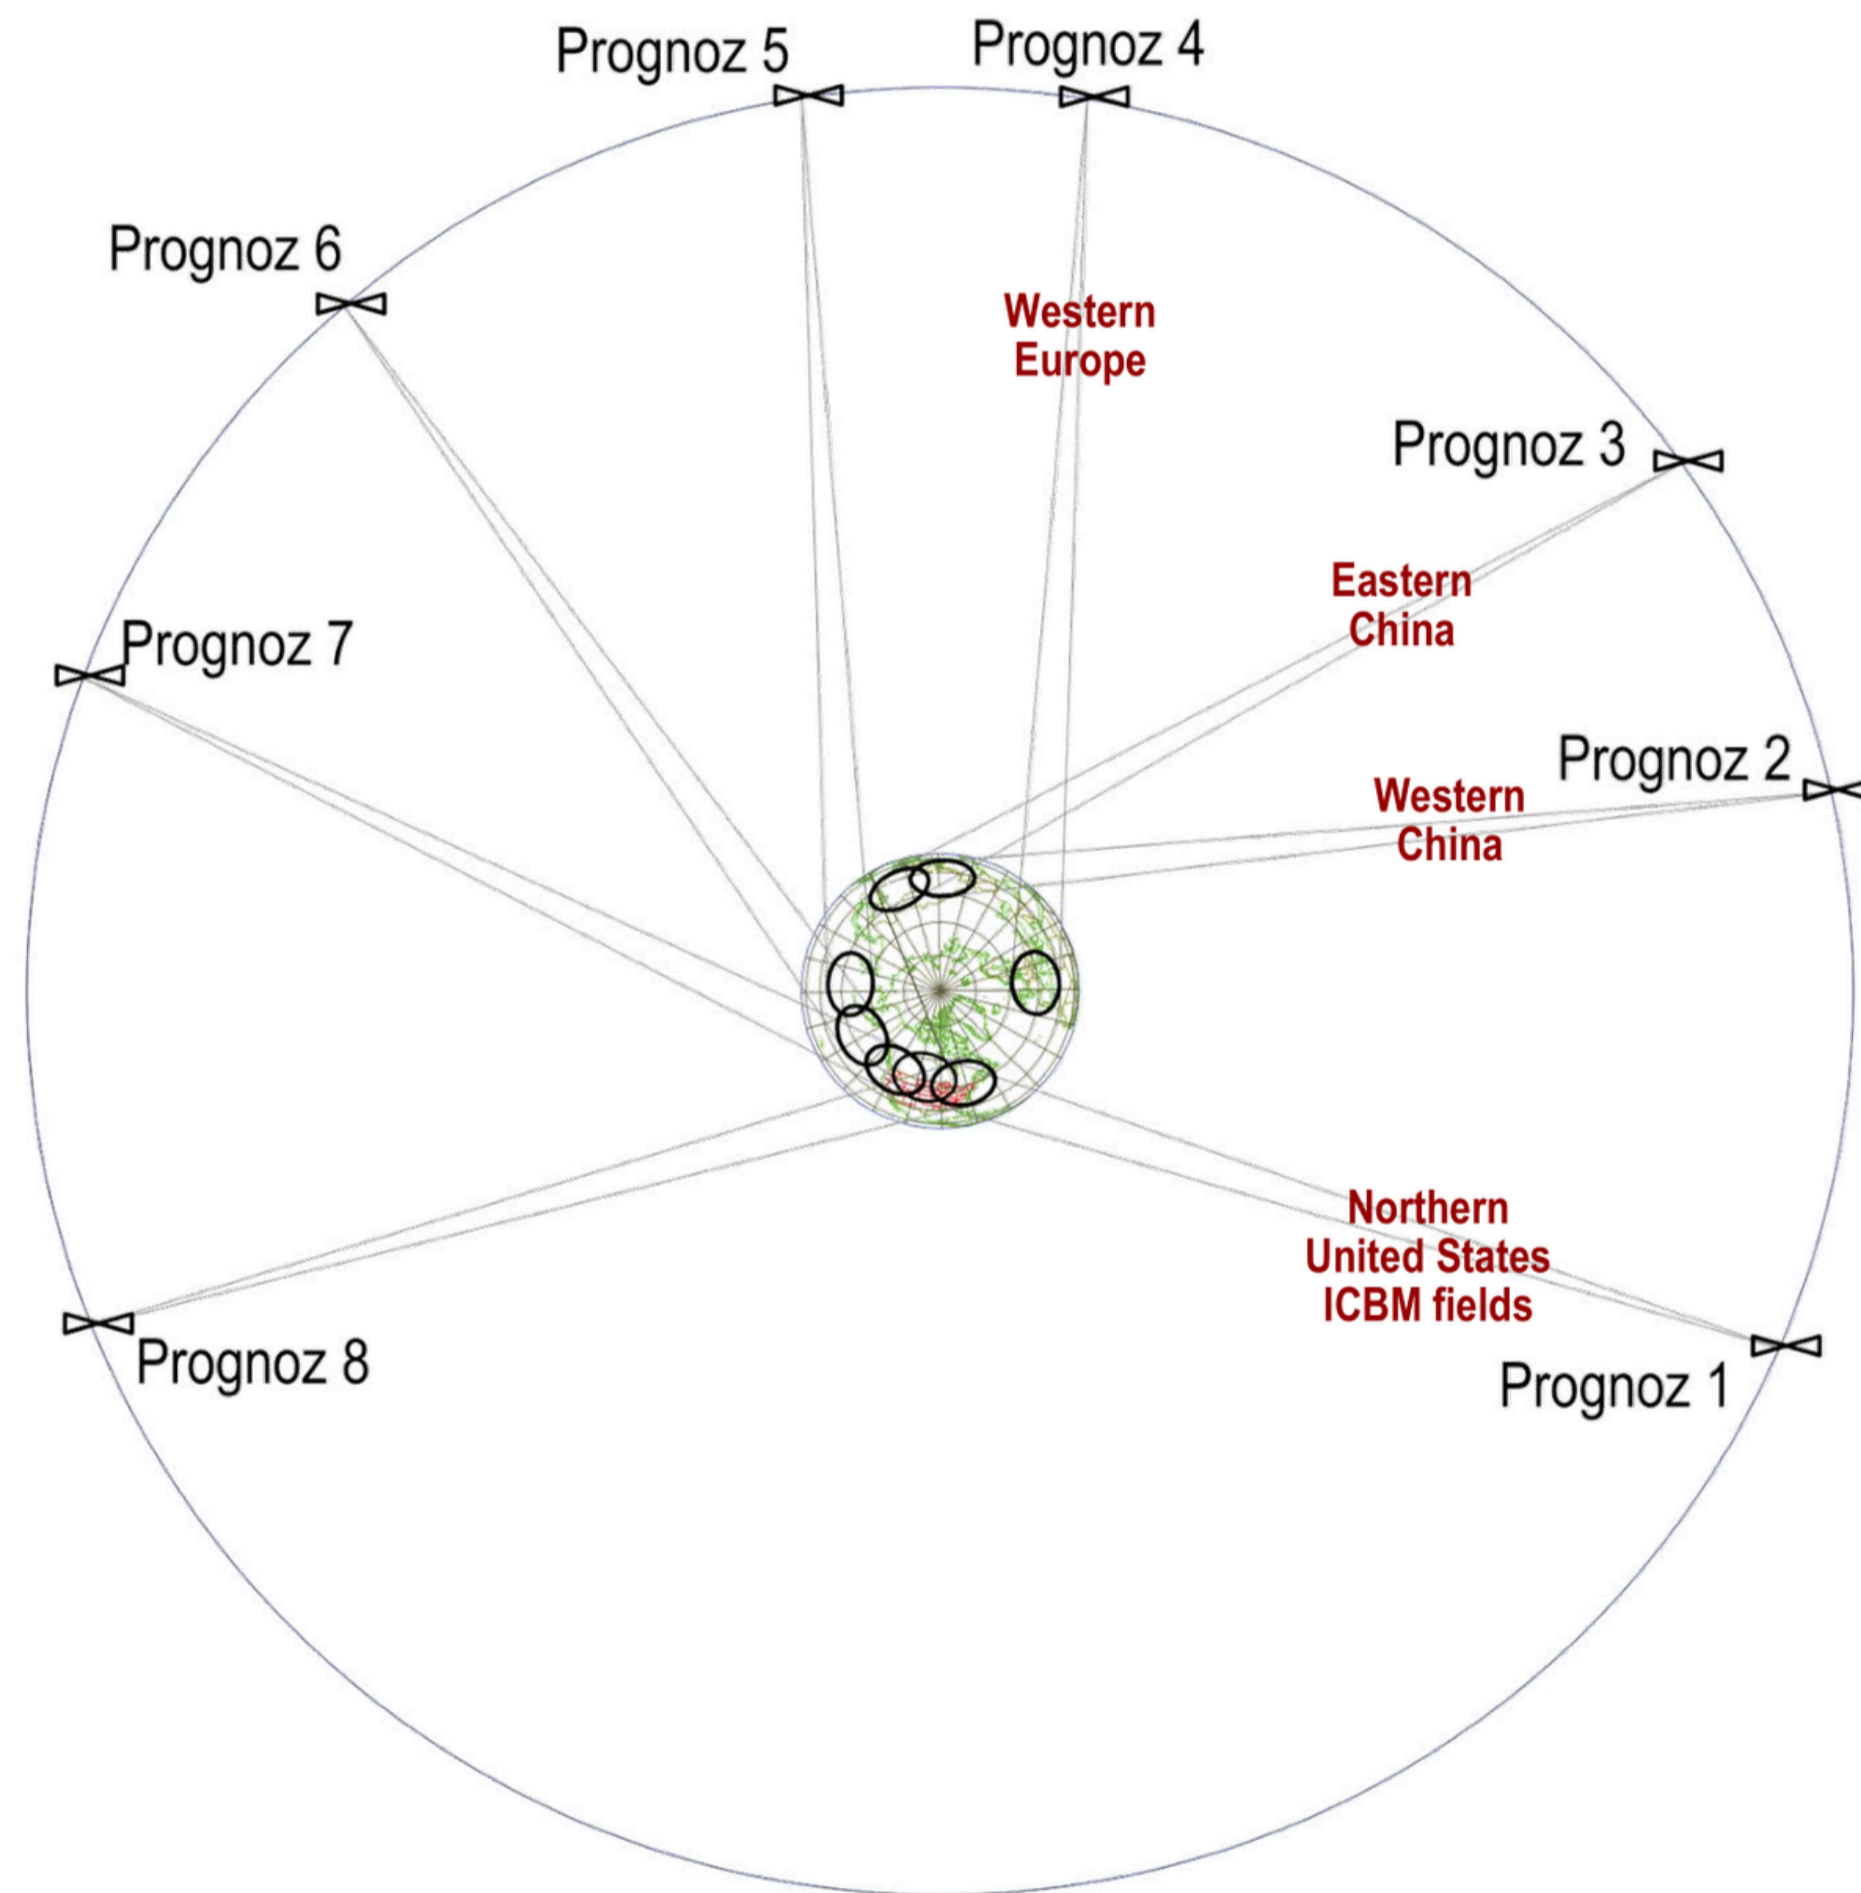 Prognoz 5
Prognoz 4
Prognoz 6
Western
Europe
Prognoz 3
Eastern
China
Prognoz 7
Prognoz 2
Western
China
Northern
United States
ICBM fields
Prognoz 8
Prognoz 1